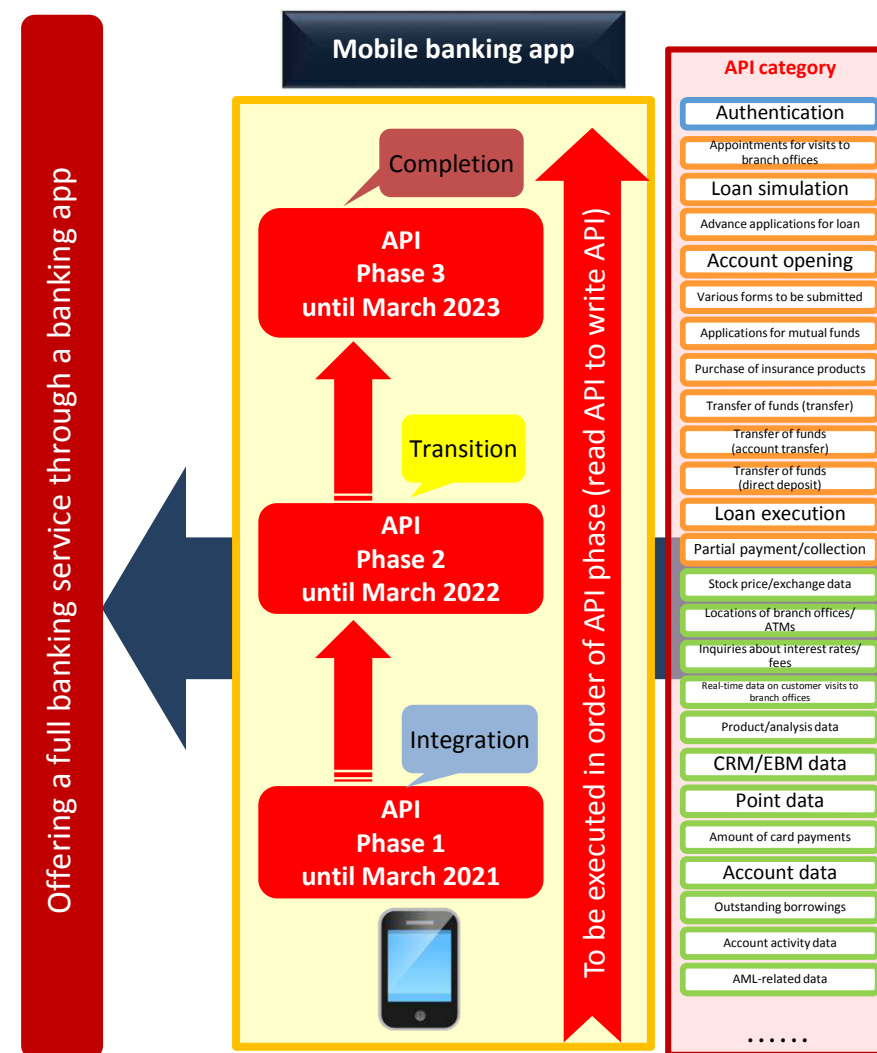 Offering a full banking service through a banking app
Mobile banking app
Completion
API
Phase 3
until March 2023
Transition
API
Phase 2
until March 2022
Integration
API
Phase 1
until March 2021
To be executed in order of API phase (read API to write API)
API category
Authentication
Appointments for visits to
branch offices
Loan simulation
Advance applications for loan
Account opening
Various forms to be submitted
Applications for mutual funds
Purchase of insurance products
Transfer of funds (transfer)
Transfer of funds
(account transfer)
Transfer of funds
(direct deposit)
Loan execution
Partial payment/collection
Stock price/exchange data
Locations of branch offices/
ATMs
Inquiries about interest rates/
fees
Real-time data on customer visits to
branch offices
Product/analysis data
CRM/EBM data
Point data
Amount of card payments
Account data
Outstanding borrowings
Account activity data
AML-related data
......